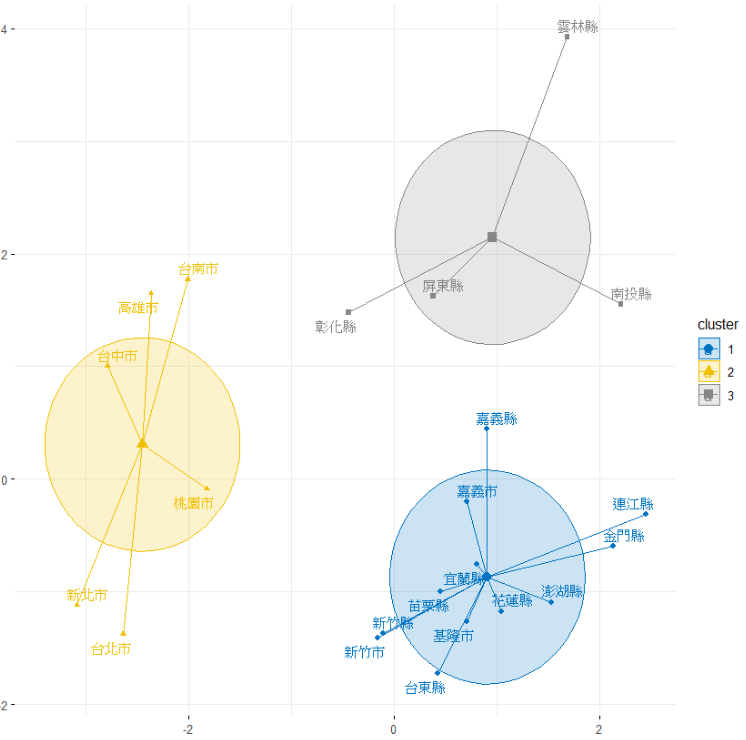 4
雲林縣
台南市
2
屏東縣
南投縣
高雄市
彰化縣
cluster
台中市
1
2
3
嘉義縣
0
嘉義市
桃園市
連江縣
金門縣
宜蘭縣
新北市
澎湖縣
花蓮縣
苗栗縣
新竹縣
基隆市
台北市
新竹市
台東縣
-2
-2
0
2